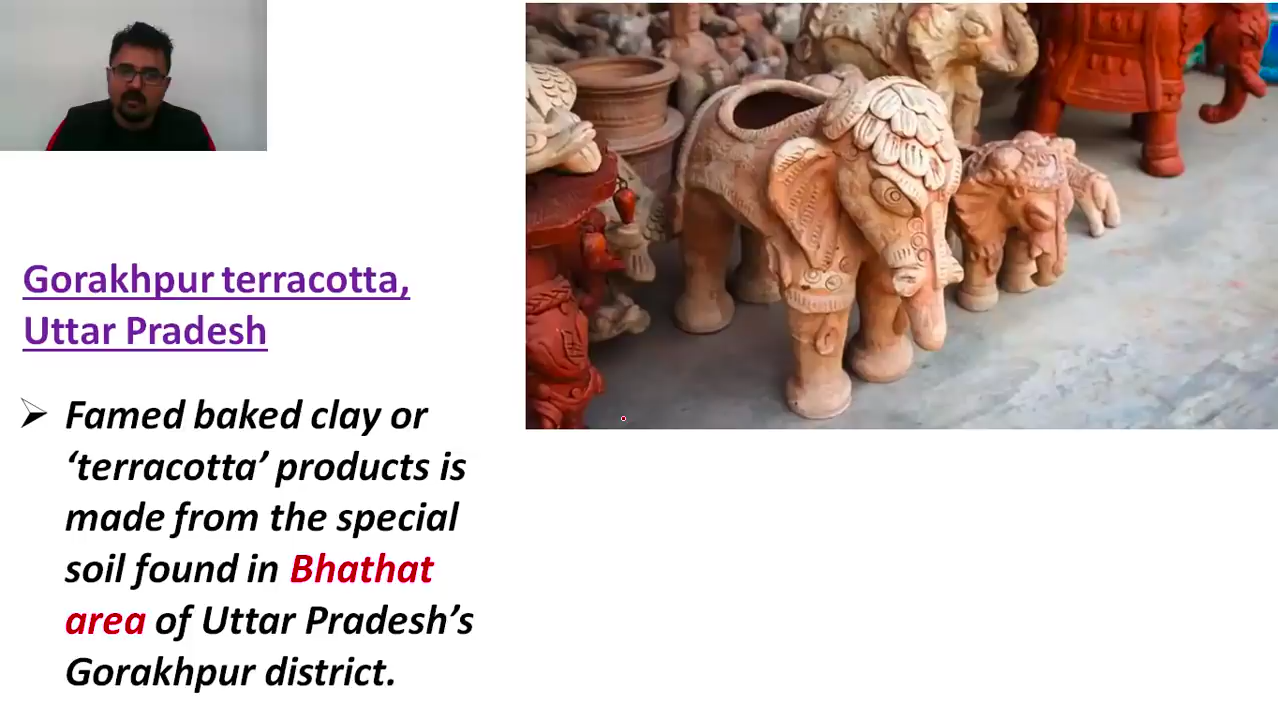 Gorakhpur terracotta,
Uttar Pradesh
➢ Famed baked clay or
‘terracotta’ products is
made from the special
soil found in Bhathat
area of Uttar Pradesh’s
Gorakhpur district.